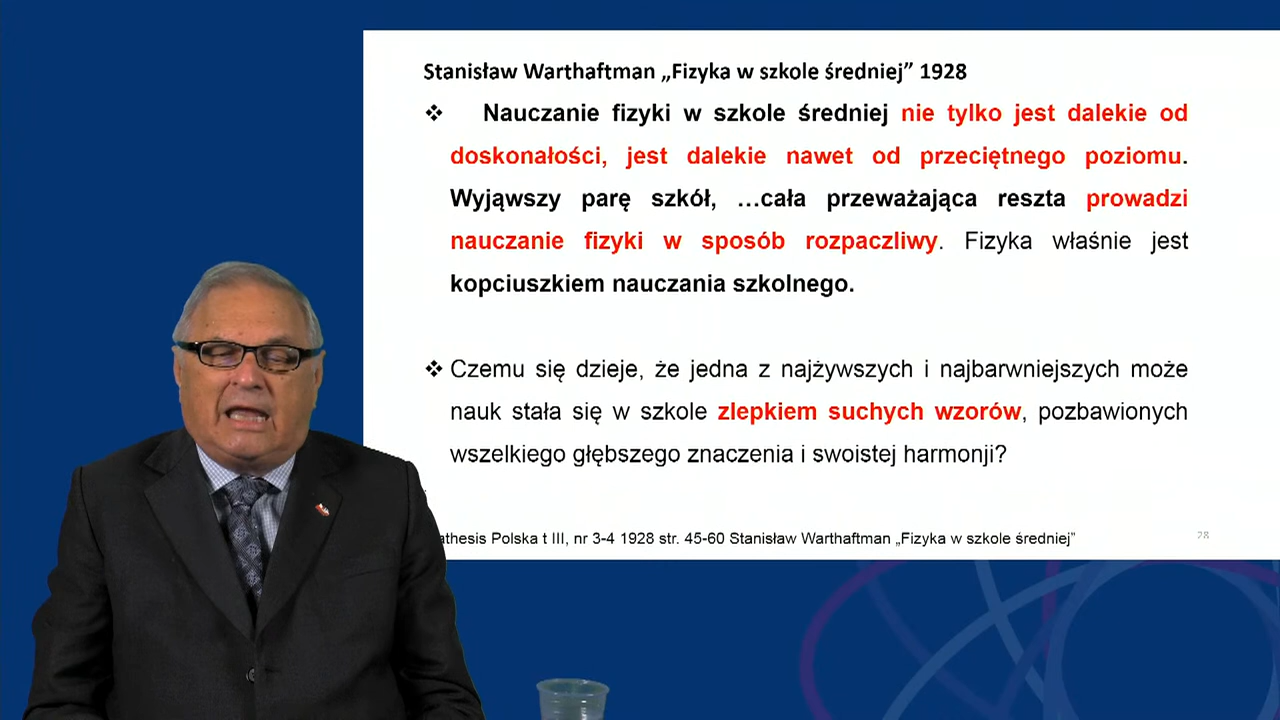 Stanisław Warthaftman „Fizyka w szkole średniej” 1928
❖ Nauczanie fizyki w szkole średniej nie tylko jest dalekie od
doskonałości, jest dalekie nawet od przeciętnego poziomu.
Wyjąwszy parę szkół, …cała przeważająca reszta prowadzi
nauczanie fizyki w sposób rozpaczliwy. Fizyka właśnie jest
kopciuszkiem nauczania szkolnego.
❖ Czemu się dzieje, że jedna z najżywszych i najbarwniejszych może
nauk stała się w szkole zlepkiem suchych wzorów, pozbawionych
wszelkiego głębszego znaczenia i swoistej harmonji?
athesis Polska t III, nr 3-4 1928 str. 45-60 Stanisław Warthaftman „Fizyka w szkole średniej”
28